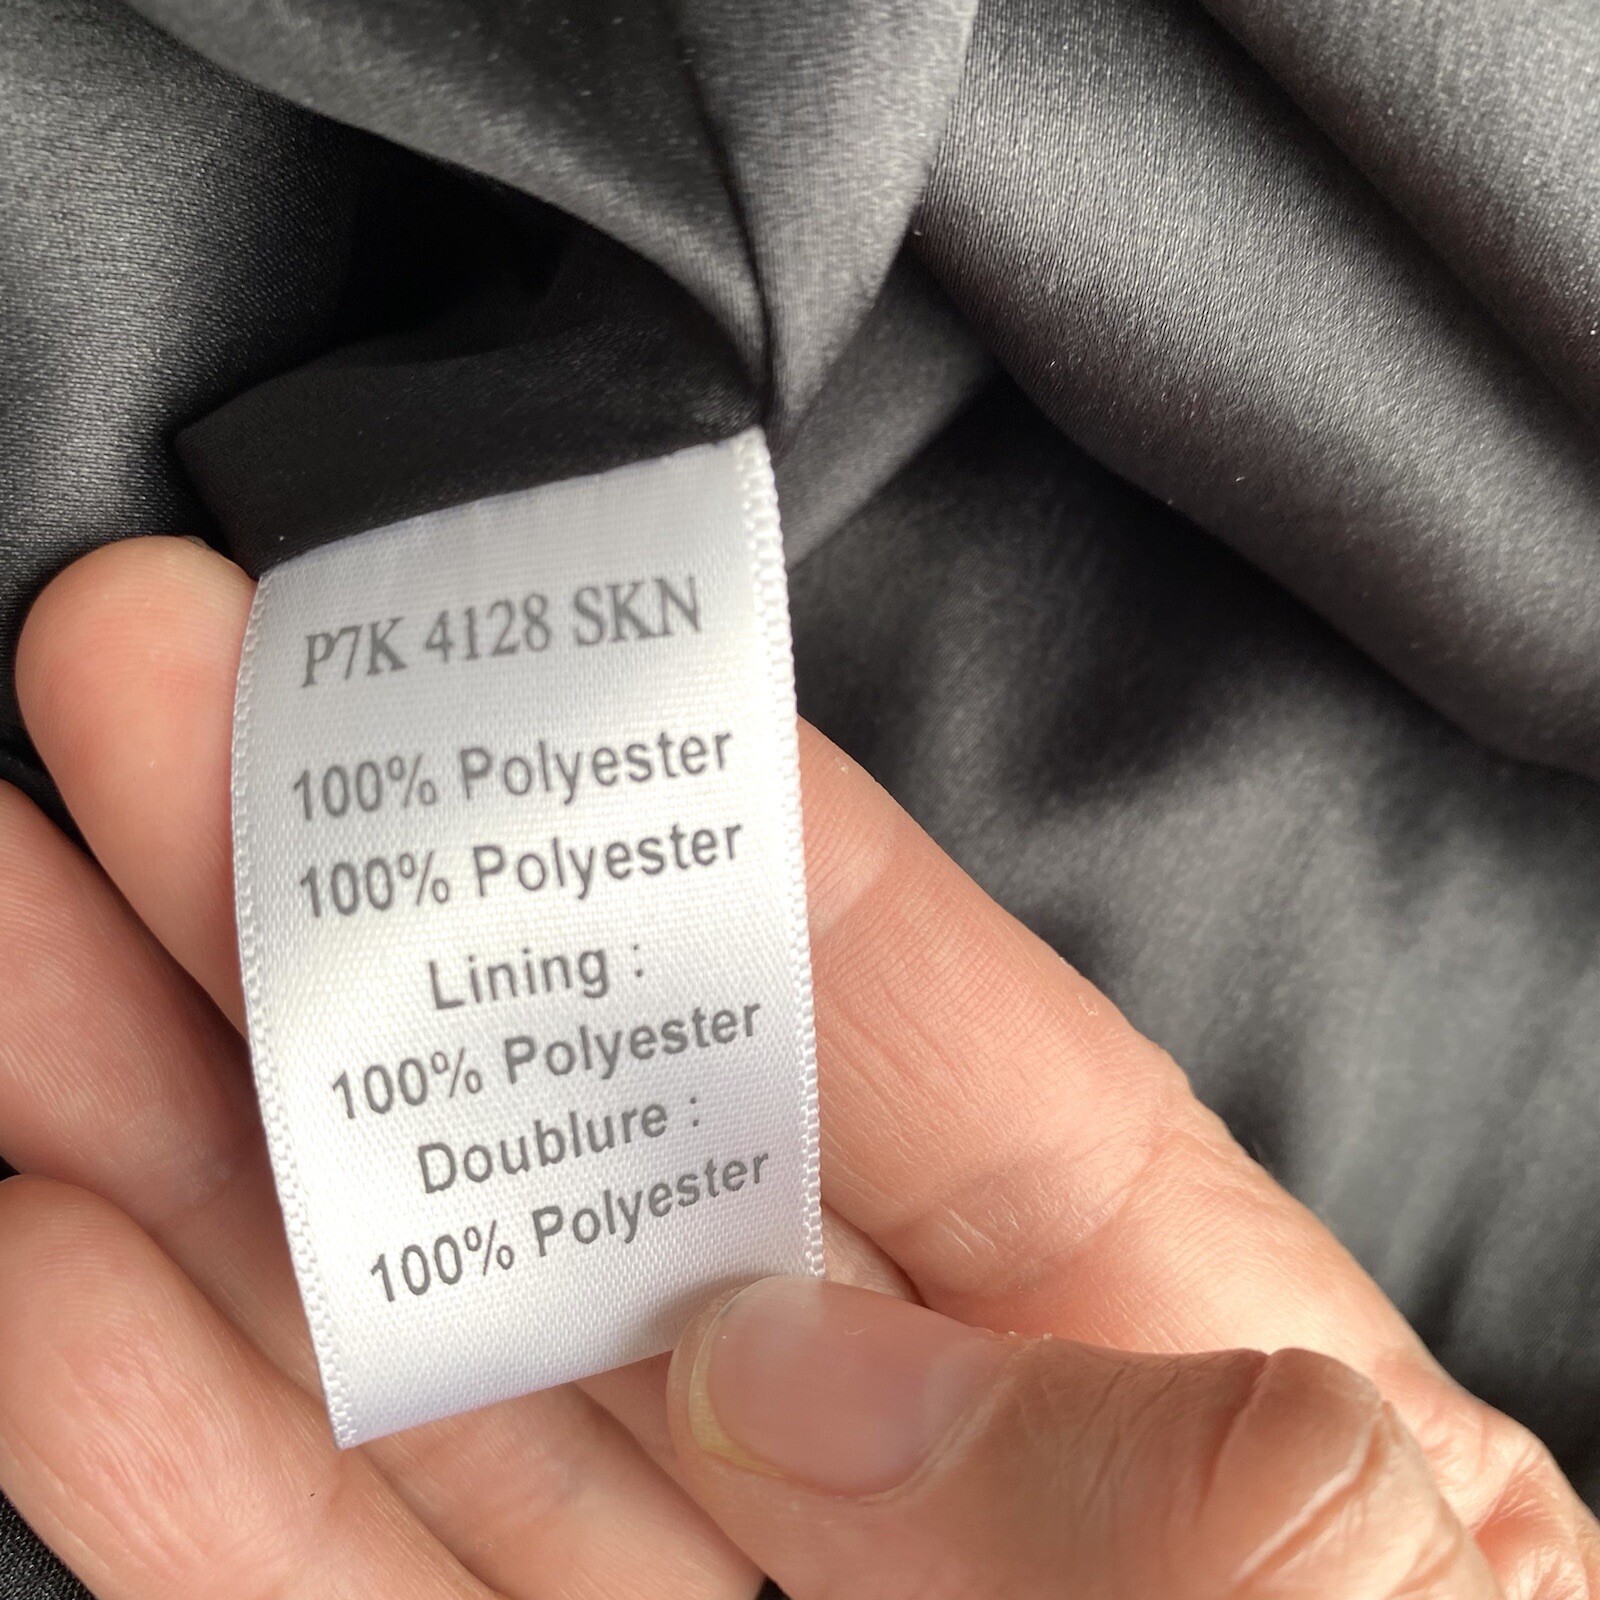 P7K 4128 SKN
100% Polyester
100% Polyester
Lining :
100% Polyester
Doublure :
100% Polyester